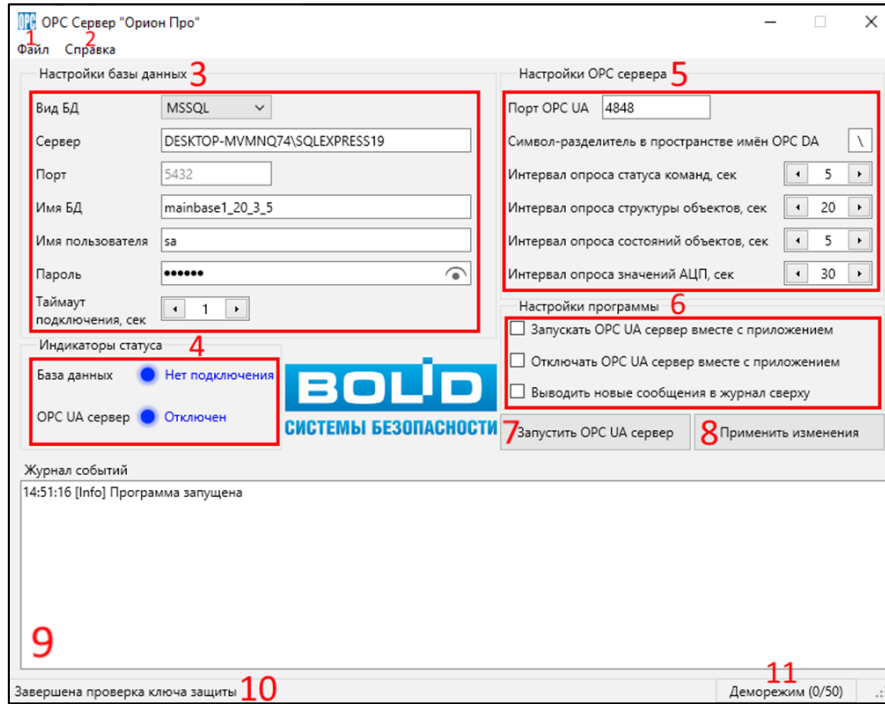 OPC ОРС Сервер "Орион Про"
1 2
Файл Справка
Настройки базы данных 3
Вид БД MSSQL
Сервер DESKTOP-MVMNQ74\SQLEXPRESS19
Порт 5432
Имя БД mainbase1_20_3_5
Имя пользователя sa
Пароль ••••••
Таймаут
подключения, сек 1
Индикаторы статуса 4
База данных Нет подключения
OPC UA сервер Отключен
BOLID
СИСТЕМЫ БЕЗОПАСНОСТИ
Настройки OPC сервера 5
Порт OPC UA 4848
Символ-разделитель в пространстве имён OPC DA \
Интервал опроса статуса команд, сек 5
Интервал опроса структуры объектов, сек 20
Интервал опроса состояний объектов, сек 5
Интервал опроса значений АЦП, сек 30
Настройки программы 6
Запускать OPC UA сервер вместе с приложением
Отключать OPC UA сервер вместе с приложением
Выводить новые сообщения в журнал сверху
7 Запустить OPC UA сервер 8 Применить изменения
Журнал событий
14:51:16 [Info] Программа запущена
9
Завершена проверка ключа защиты 10
11
Деморежим (0/50)